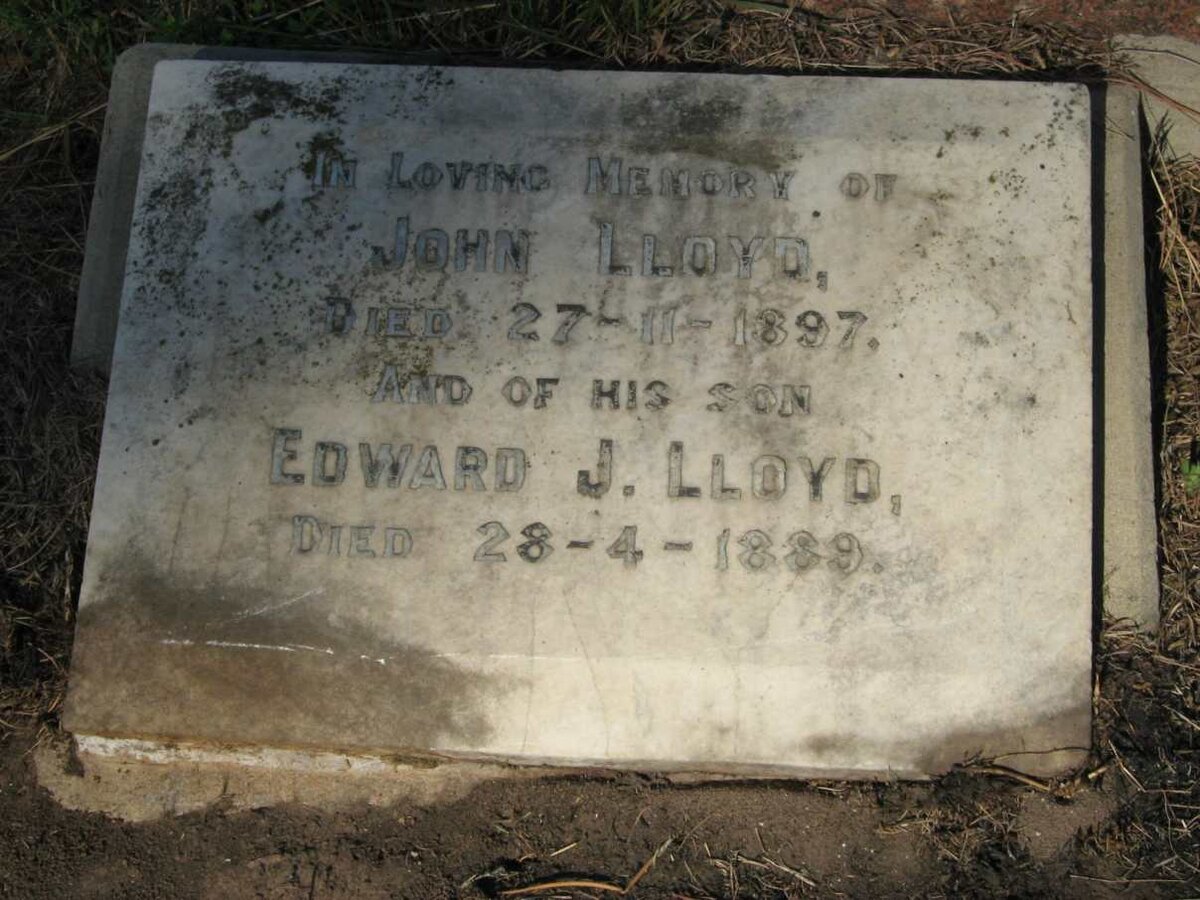 In Loving Memory of
John Lloyd,
Died 27-11-1897.
And of his son
Edward J. Lloyd,
Died 28-4-1889.